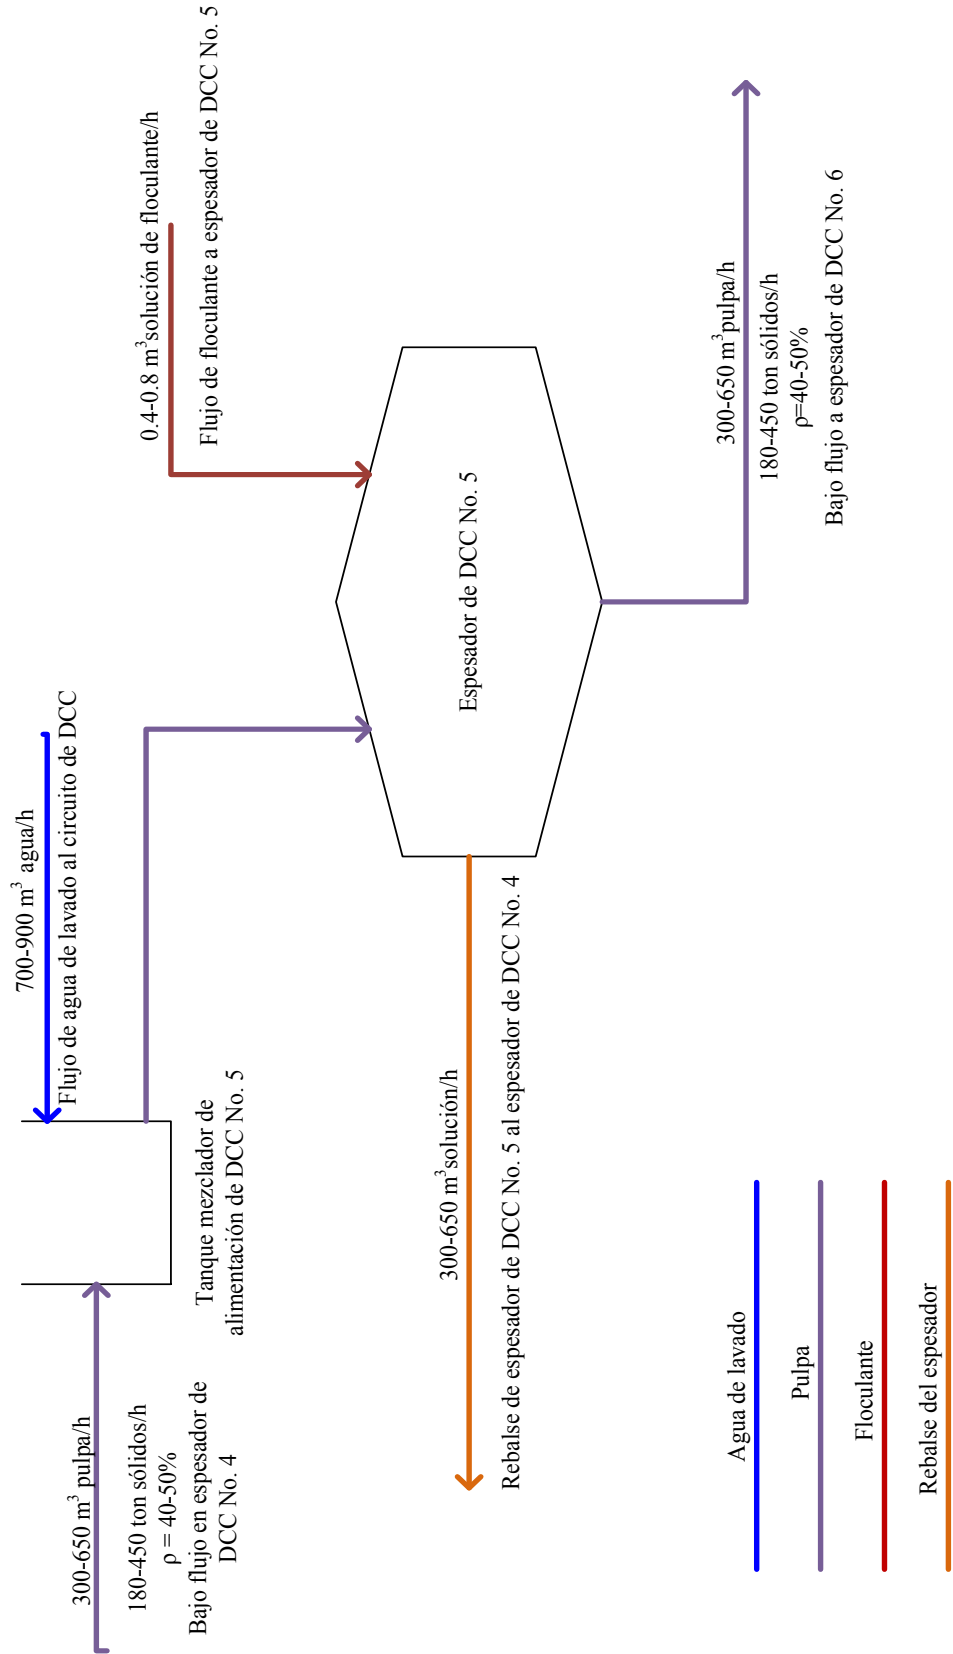 300-650 m³ pulpa/h
180-450 ton sólidos/h
ρ = 40-50%
Bajo flujo en espesador de
DCC No. 4
Tanque mezclador de
alimentación de DCC No. 5
700-900 m³ agua/h
Flujo de agua de lavado al circuito de DCC
0.4-0.8 m³solución de floculante/h
Flujo de floculante a espesador de DCC No. 5
Espesador de DCC No. 5
300-650 m³solución/h
Rebalse de espesador de DCC No. 5 al espesador de DCC No. 4
300-650 m³pulpa/h
180-450 ton sólidos/h
ρ=40-50%
Bajo flujo a espesador de DCC No. 6
Agua de lavado
Pulpa
Floculante
Rebalse del espesador